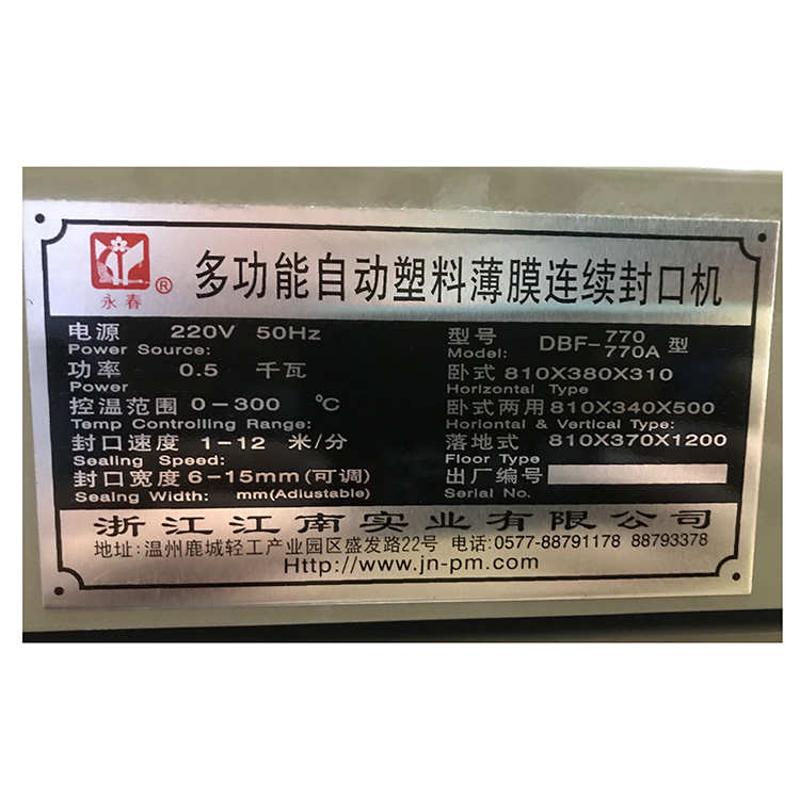 永春 ®
多功能自动塑料薄膜连续封口机
电源 220V 50Hz
Power Source:
功率 0.5 千瓦
Power
控温范围 0-300 ℃
Temp Controlling Range:
封口速度 1-12 米/分
Sealing Speed:
封口宽度 6-15mm(可调)
Sealing Width: mm(Adiustable)
型号 DBF-770 770A 型
Model:
卧式 810X380X310
Herizontal Type
卧式两用 810X340X500
Horiontal & Vertical Type:
落地式 810X370X1200
Floor Type
出厂编号
Serial No.
浙江江南实业有限公司
地址:温州鹿城轻工产业园区盛发路22号 电话:0577-88791178 88793378
Http://www.jn-pm.com